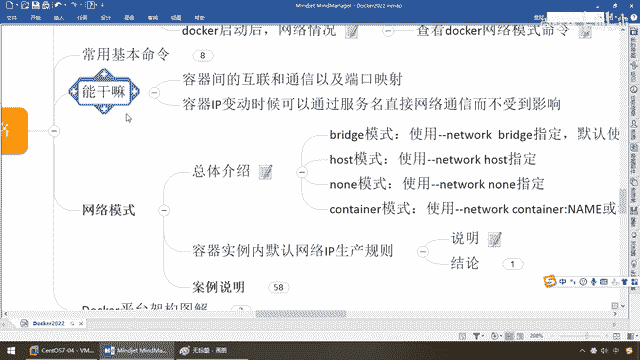 Mindjet MindManager - Docker2022.mmap
docker启动后，网络情况
查看docker网络模式命令
常用基本命令
8
能干嘛
容器间的互联和通信以及端口映射
容器IP变动时候可以通过服务名直接网络通信而不受到影响
络
网络模式
总体介绍
bridge模式：使用--network bridge指定，默认使
host模式：使用--network host指定
none模式：使用--network none指定
container模式：使用--network container:NAME或
容器实例内默认网络IP生产规则
说明
结论
1
案例说明
58
Docker平台架构图解
Docker2022
200%
CentOS7-04 - VM...
Mindjet MindMana...
无标题 - 画图